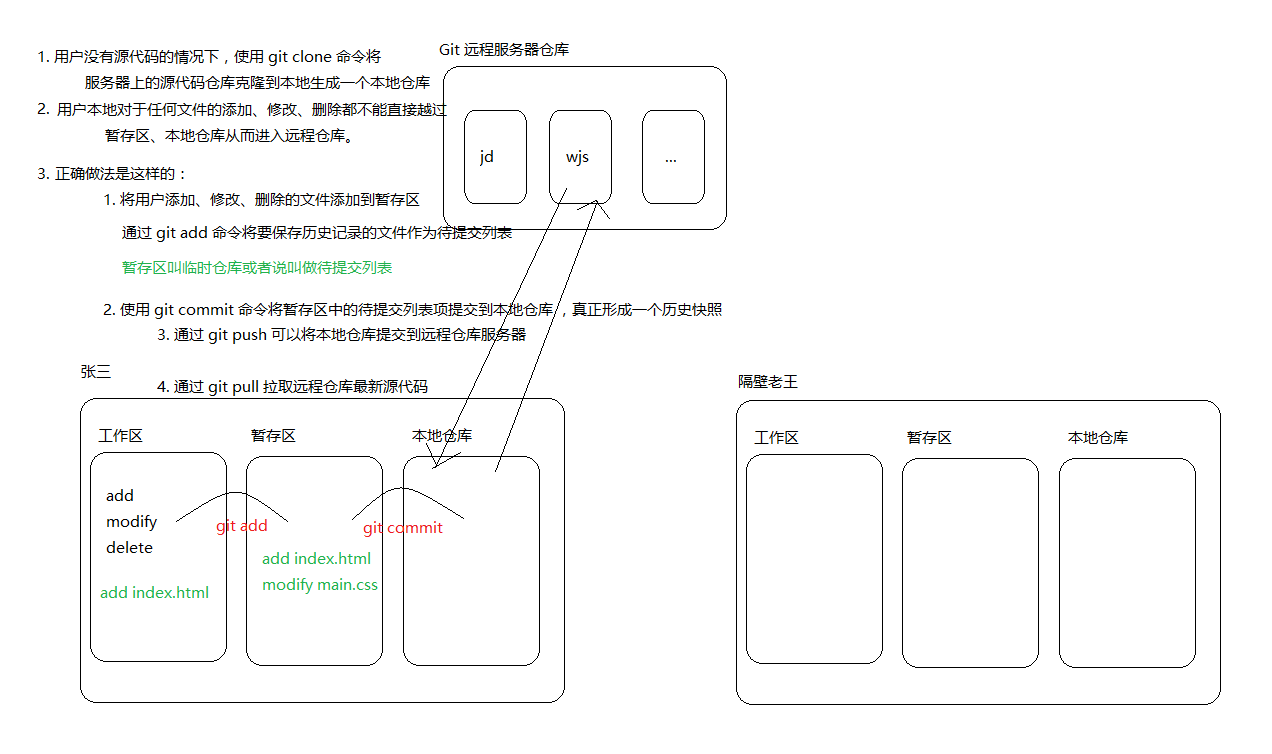 1. 用户没有源代码的情况下，使用 git clone 命令将
服务器上的源代码仓库克隆到本地生成一个本地仓库
2. 用户本地对于任何文件的添加、修改、删除都不能直接越过
暂存区、本地仓库从而进入远程仓库。
3. 正确做法是这样的：
1. 将用户添加、修改、删除的文件添加到暂存区
通过 git add 命令将要保存历史记录的文件作为待提交列表
暂存区叫临时仓库或者说叫做待提交列表
2. 使用 git commit 命令将暂存区中的待提交列表项提交到本地仓库，真正形成一个历史快照
3. 通过 git push 可以将本地仓库提交到远程仓库服务器
4. 通过 git pull 拉取远程仓库最新源代码
Git 远程服务器仓库
jd
wjs
...
张三
工作区
暂存区
本地仓库
add
modify
delete
add index.html
git add
add index.html
modify main.css
git commit
隔壁老王
工作区
暂存区
本地仓库